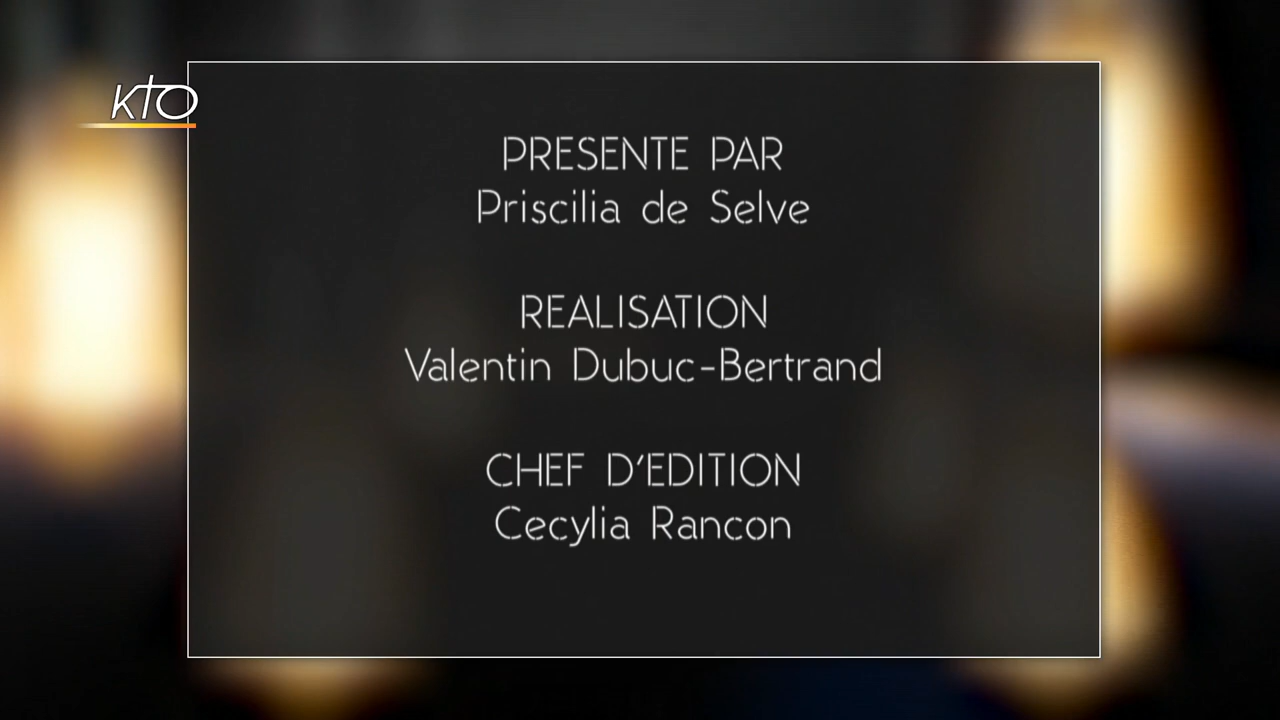 kto
PRESENTE PAR
Priscilia de Selve
REALISATION
Valentin Dubuc-Bertrand
CHEF D'EDITION
Cecylia Rancon